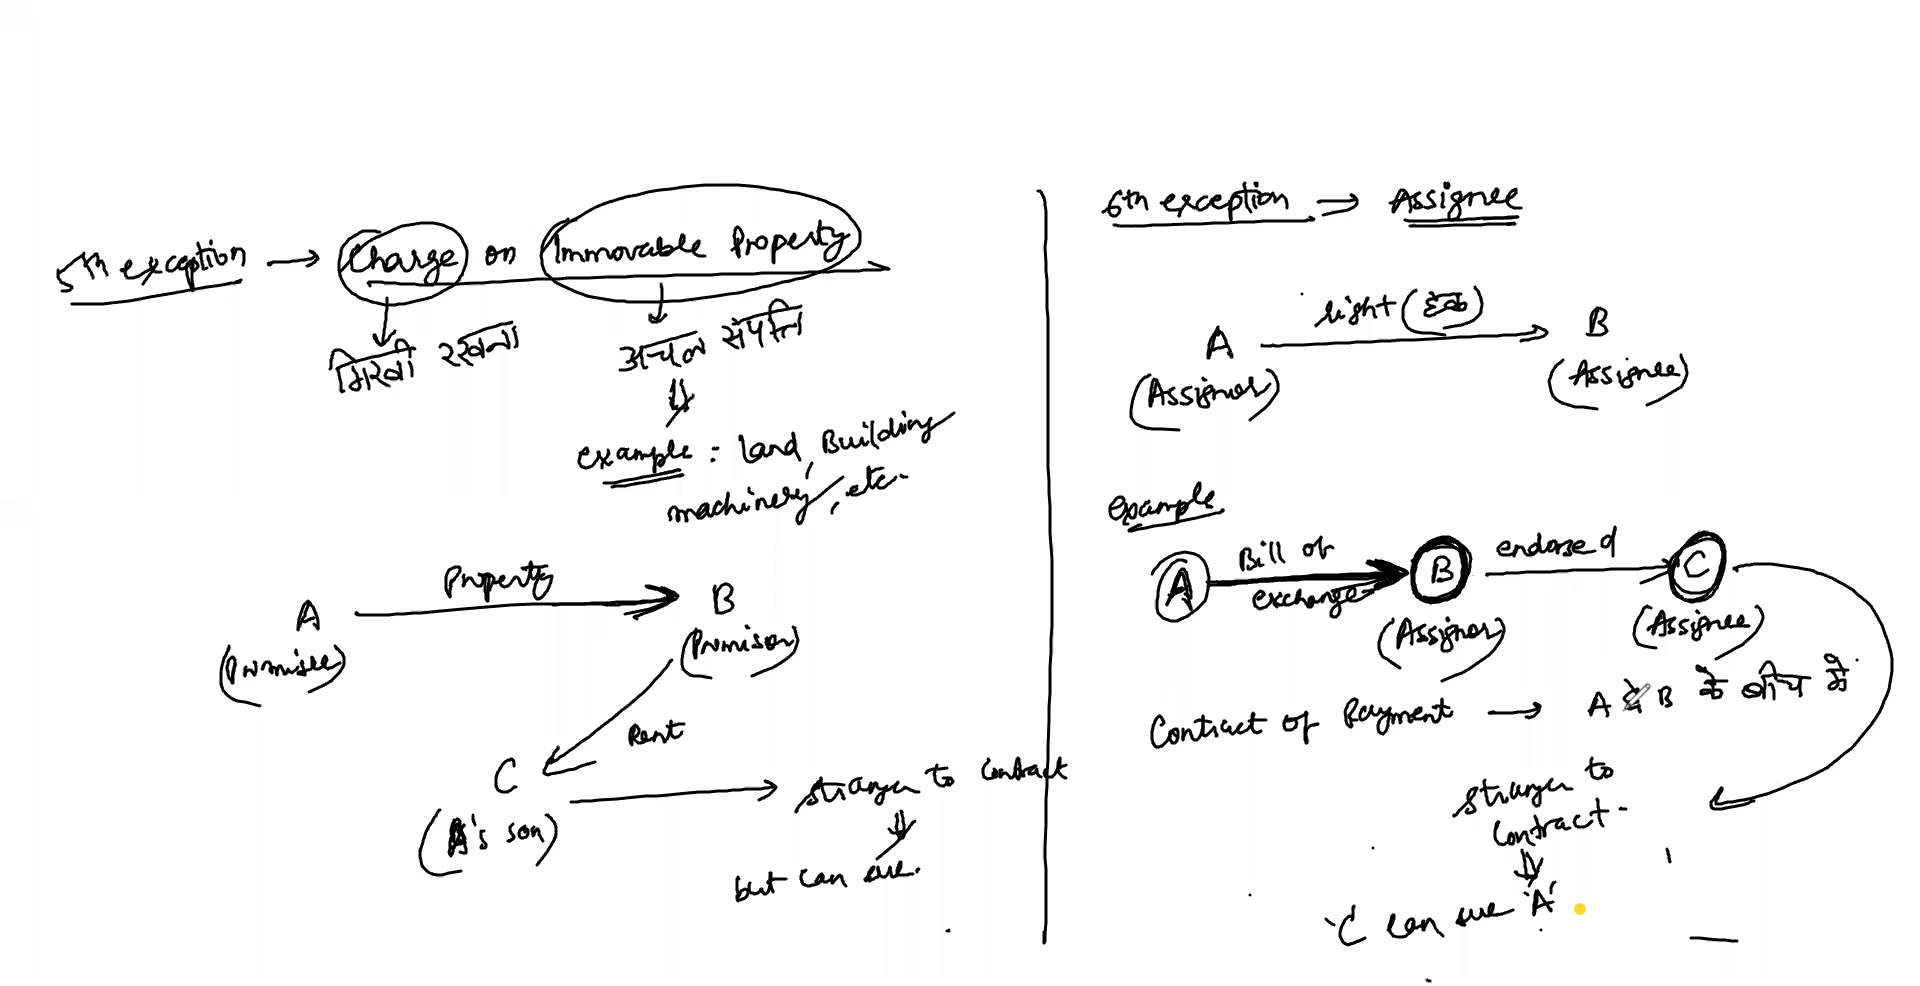 5th exception → Charge on Immovable Property
गिरवी रखना
अचल संपत्ति
example : Land, Building
machinery, etc.
Property
A
B
(Promisee)
(Promisor)
Rent
C
(A's son)
stranger to contract
but can sue.
6th exception → Assignee
right (हक)
A
B
(Assignor)
(Assignee)
example
A
Bill of
exchange
B
endorsed
C
(Assignor)
(Assignee)
Contract of Payment → A & B के बीच में
stranger to
contract
'C' can sue 'A'